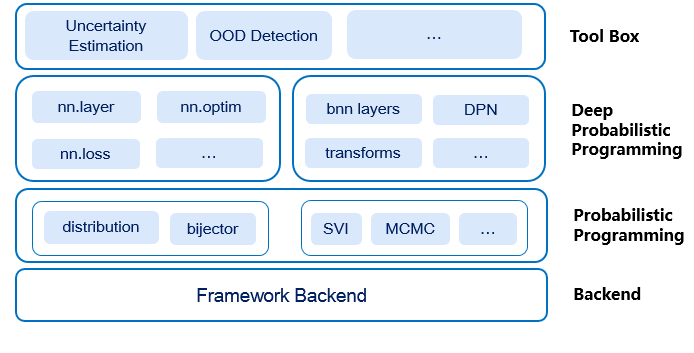 Uncertainty
Estimation
OOD Detection
...
Tool Box
nn.layer
nn.optim
nn.loss
...
bnn layers
DPN
transforms
...
Deep
Probabilistic
Programming
distribution
bijector
SVI
MCMC
...
Probabilistic
Programming
Framework Backend
Backend